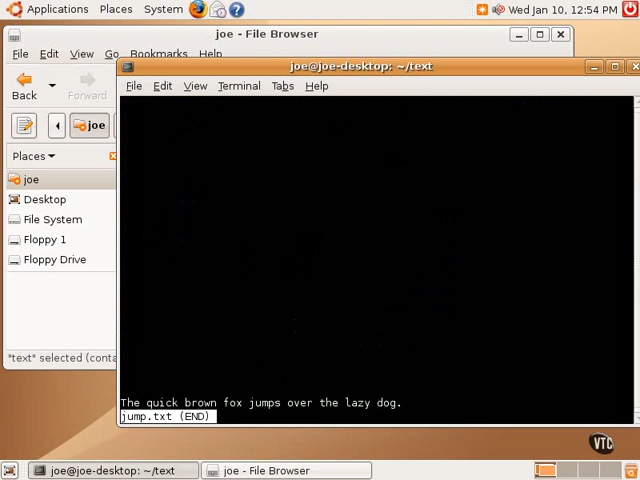 Applications Places System Wed Jan 10, 12:54 PM
joe - File Browser
File Edit View Go Bookmarks
joe@joe-desktop: ~/text
File Edit View Terminal Tabs Help
Back Forward
joe
Places
joe
Desktop
File System
Floppy 1
Floppy Drive
"text" selected (conta
The quick brown fox jumps over the lazy dog.
jump.txt (END)
VTC
joe@joe-desktop: ~/text joe - File Browser